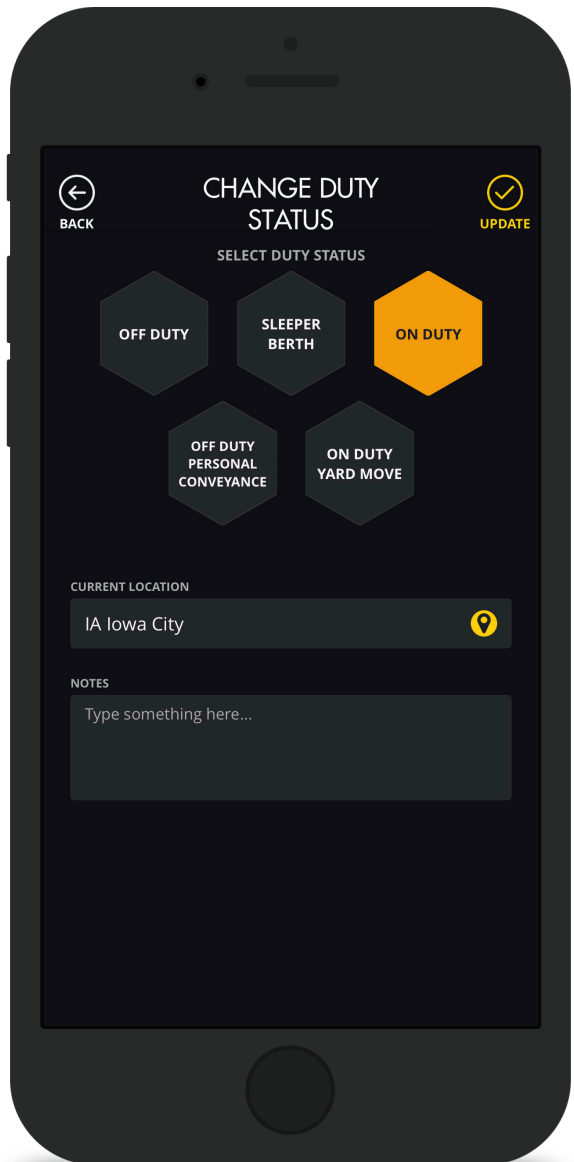 CHANGE DUTY
STATUS
BACK
UPDATE
SELECT DUTY STATUS
OFF DUTY
SLEEPER
BERTH
ON DUTY
OFF DUTY
PERSONAL
CONVEYANCE
ON DUTY
YARD MOVE
CURRENT LOCATION
IA Iowa City
NOTES
Type something here...